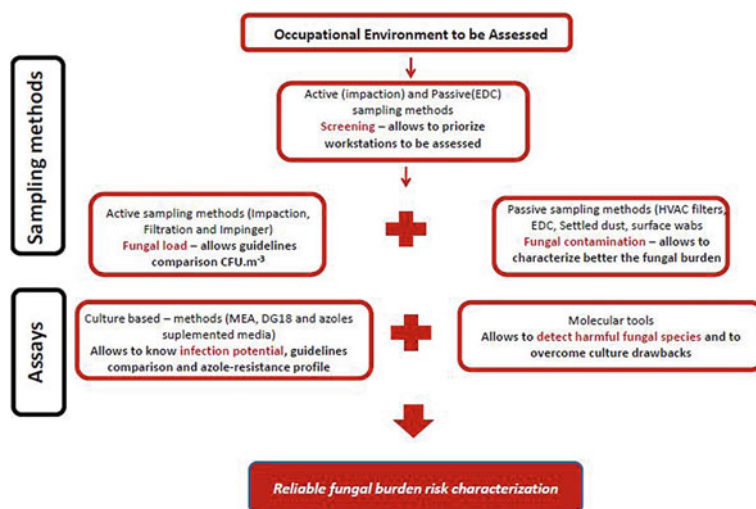 Occupational Environment to be Assessed
Sampling methods
Active (impaction) and Passive(EDC)
sampling methods
Screening – allows to priorize
workstations to be assessed
Active sampling methods (Impaction,
Filtration and Impinger)
Fungal load – allows guidelines
comparison CFU.m-3
Passive sampling methods (HVAC filters,
EDC, Settled dust, surface wabs
Fungal contamination – allows to
characterize better the fungal burden
Assays
Culture based – methods (MEA, DG18 and azoles
suplemented media)
Allows to know infection potential, guidelines
comparison and azole-resistance profile
Molecular tools
Allows to detect harmful fungal species and to
overcome culture drawbacks
Reliable fungal burden risk characterization